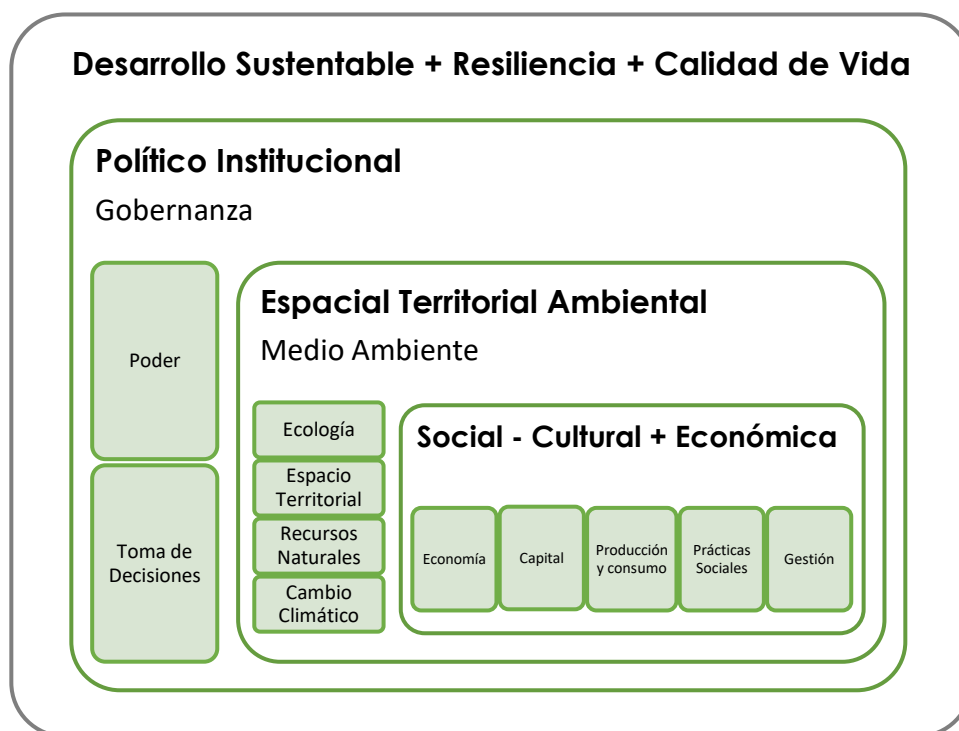 Desarrollo Sustentable + Resiliencia + Calidad de Vida
Político Institucional
Gobernanza
Poder
Toma de
Decisiones
Espacial Territorial Ambiental
Medio Ambiente
Ecología
Espacio
Territorial
Recursos
Naturales
Cambio
Climático
Social - Cultural + Económica
Economía
Capital
Producción
y consumo
Prácticas
Sociales
Gestión